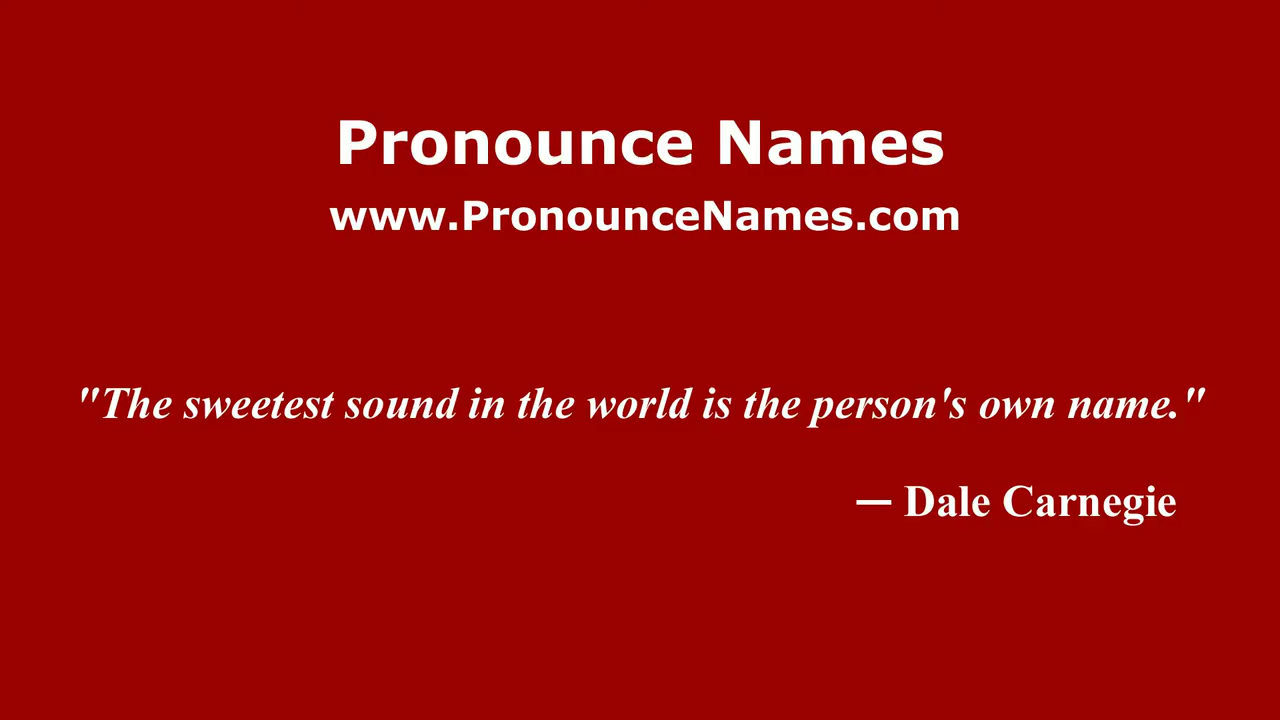 Pronounce Names
www.PronounceNames.com
"The sweetest sound in the world is the person's own name."
— Dale Carnegie